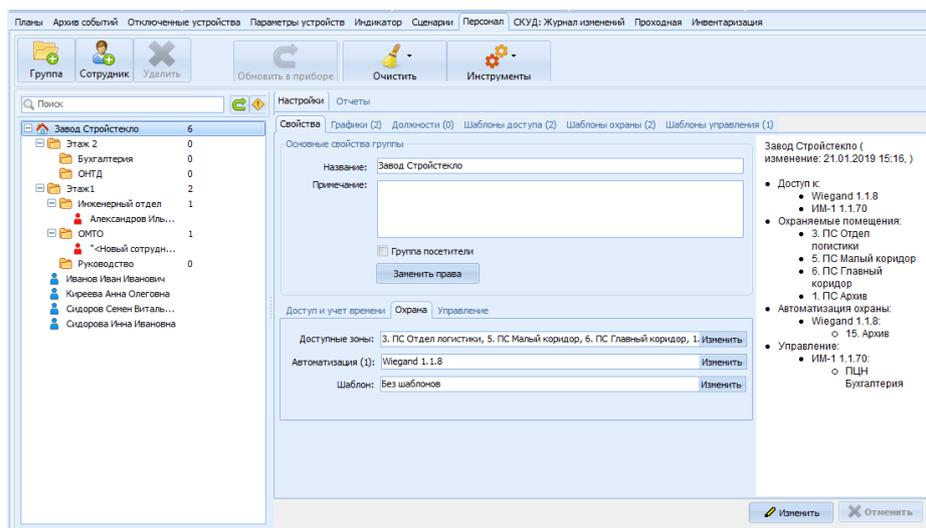 Планы Архив событий Отключенные устройства Параметры устройств Индикатор Сценарии Персонал СКУД: Журнал изменений Проходная Инвентаризация
Группа Сотрудник Удалить Обновить в приборе Очистить Инструменты
Поиск
Завод Стройстекло 6
Этаж 2 0
Бухгалтерия 0
ОНТД 0
Этаж1 2
Инженерный отдел 1
Александров Иль...
ОМТО 1
"<Новый сотрудн...
Руководство 0
Иванов Иван Иванович
Киреева Анна Олеговна
Сидоров Семен Виталь...
Сидорова Инна Ивановна
Настройки Отчеты
Свойства Графики (2) Должности (0) Шаблоны доступа (2) Шаблоны охраны (2) Шаблоны управления (1)
Основные свойства группы
Название: Завод Стройстекло
Примечание:
Группа посетители
Заменить права
Доступ и учет времени Охрана Управление
Доступные зоны: 3. ПС Отдел логистики, 5. ПС Малый коридор, 6. ПС Главный коридор, 1. Изменить
Автоматизация (1): Wiegand 1.1.8 Изменить
Шаблон: Без шаблонов Изменить
Завод Стройстекло (
изменение: 21.01.2019 15:16, )
Доступ к:
Wiegand 1.1.8
ИМ-1 1.1.70
Охраняемые помещения:
3. ПС Отдел
логистики
5. ПС Малый коридор
6. ПС Главный
коридор
1. ПС Архив
Автоматизация охраны:
Wiegand 1.1.8:
15. Архив
Управление:
ИМ-1 1.1.70:
ПЦН
Бухгалтерия
Изменить Отменить